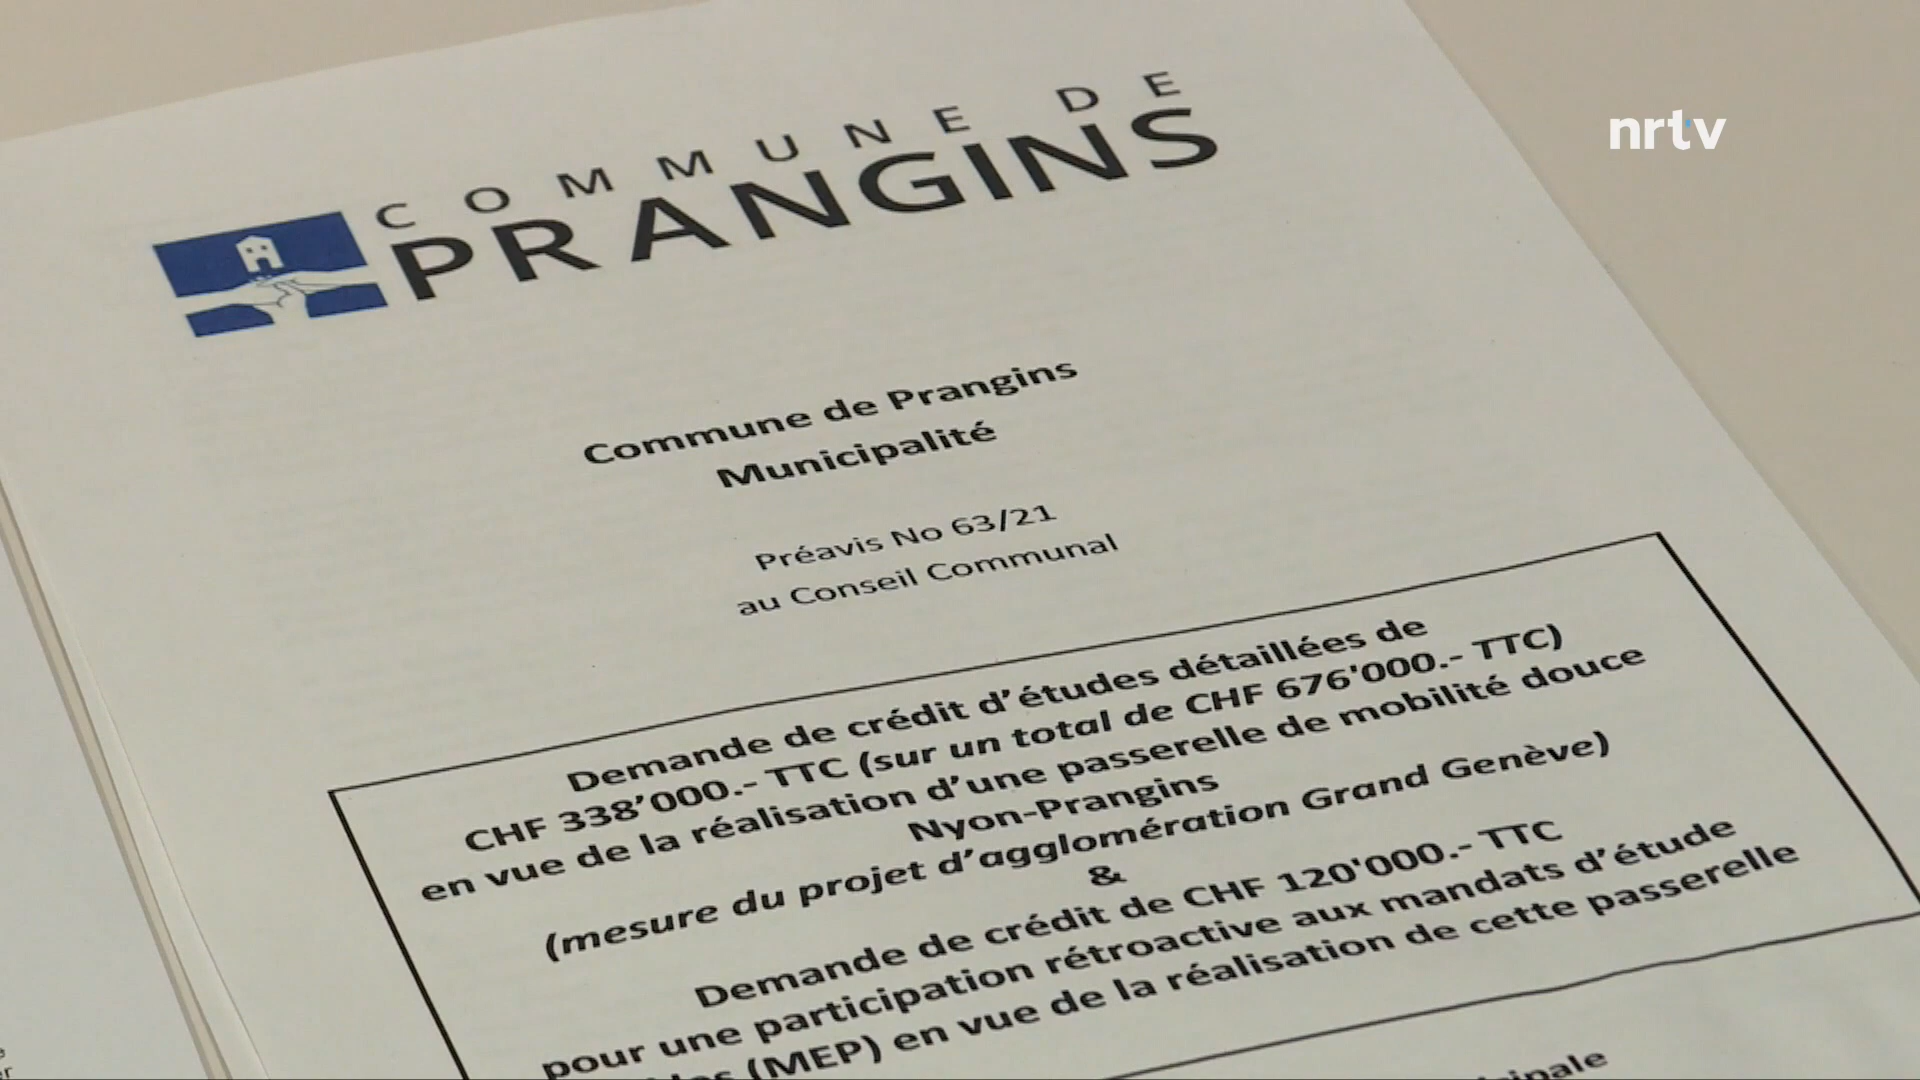 nrtv
COMMUNE DE
PRANGINS
Commune de Prangins
Municipalité
Préavis No 63/21
au Conseil Communal
Demande de crédit d'études détaillées de
CHF 338'000.- TTC (sur un total de CHF 676'000.- TTC)
en vue de la réalisation d'une passerelle de mobilité douce
Nyon-Prangins
(mesure du projet d'agglomération Grand Genève)
&
Demande de crédit de CHF 120'000.- TTC
pour une participation rétroactive aux mandats d'étude
(MEP) en vue de la réalisation de cette passerelle